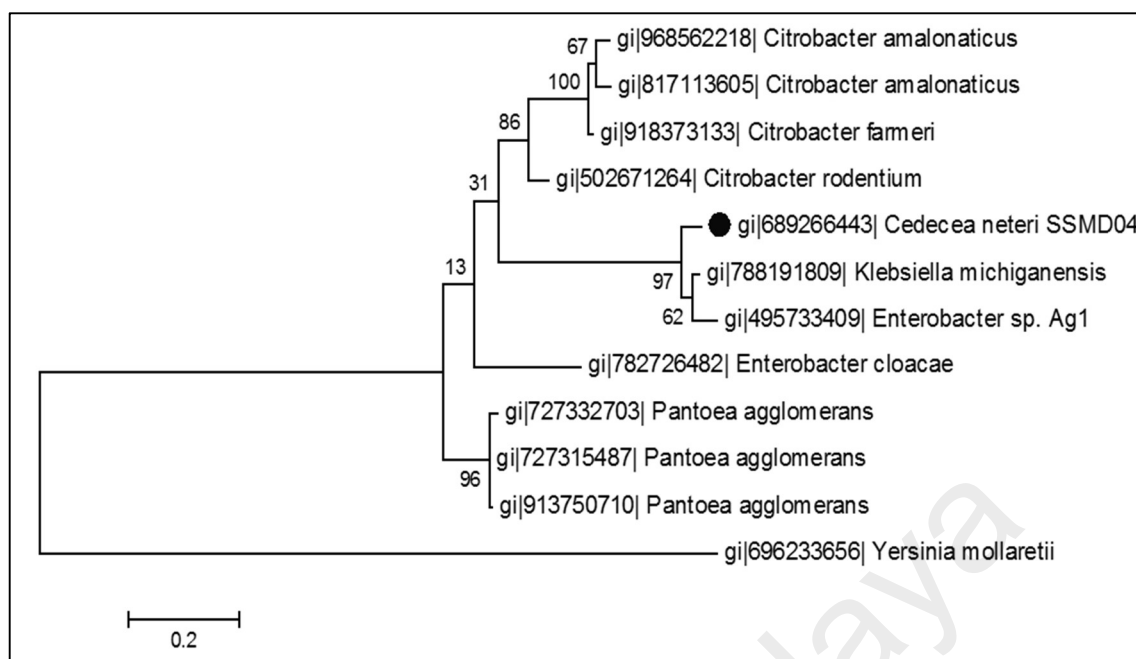 67
gi|968562218| Citrobacter amalonaticus
gi|817113605| Citrobacter amalonaticus
100
gi|918373133| Citrobacter farmeri
86
gi|502671264| Citrobacter rodentium
31
gi|689266443| Cedecea neteri SSMD04
97
gi|788191809| Klebsiella michiganensis
62
gi|495733409| Enterobacter sp. Ag1
13
gi|782726482| Enterobacter cloacae
gi|727332703| Pantoea agglomerans
gi|727315487| Pantoea agglomerans
96
gi|913750710| Pantoea agglomerans
gi|696233656| Yersinia mollaretii
0.2